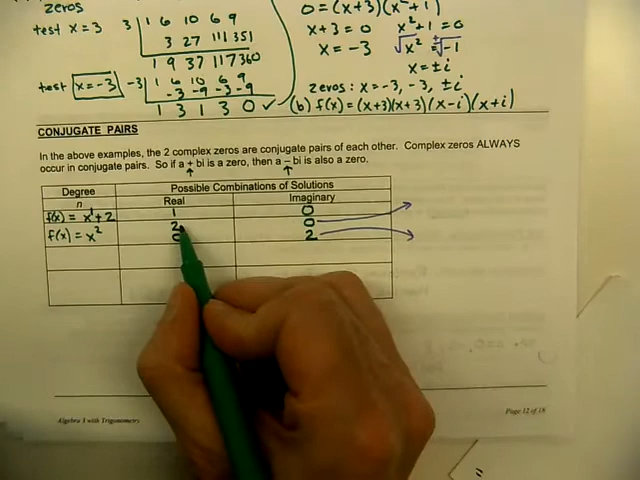 zeros
test x = 3
3 1 6 10 6 9
3 27 111 351
1 9 37 117 360
test x = -3
-3 1 6 10 6 9
-3 -9 -3 -9
1 3 1 3 0 ✓
0 = (x+3)(x²+1)
x+3 = 0 x²+1 = 0
x = -3 √x² = ±√-1
x = ±i
zeros: x = -3, -3, ±i
(b) f(x) = (x+3)(x+3)(x-i)(x+i)
CONJUGATE PAIRS
In the above examples, the 2 complex zeros are conjugate pairs of each other. Complex zeros ALWAYS
occur in conjugate pairs. So if a + bi is a zero, then a – bi is also a zero.
Degree Possible Combinations of Solutions
n Real Imaginary
f(x) = x¹+2 1 0
2 0
f(x) = x² 0 2
Algebra 3 with Trigonometry
Page 12 of 18